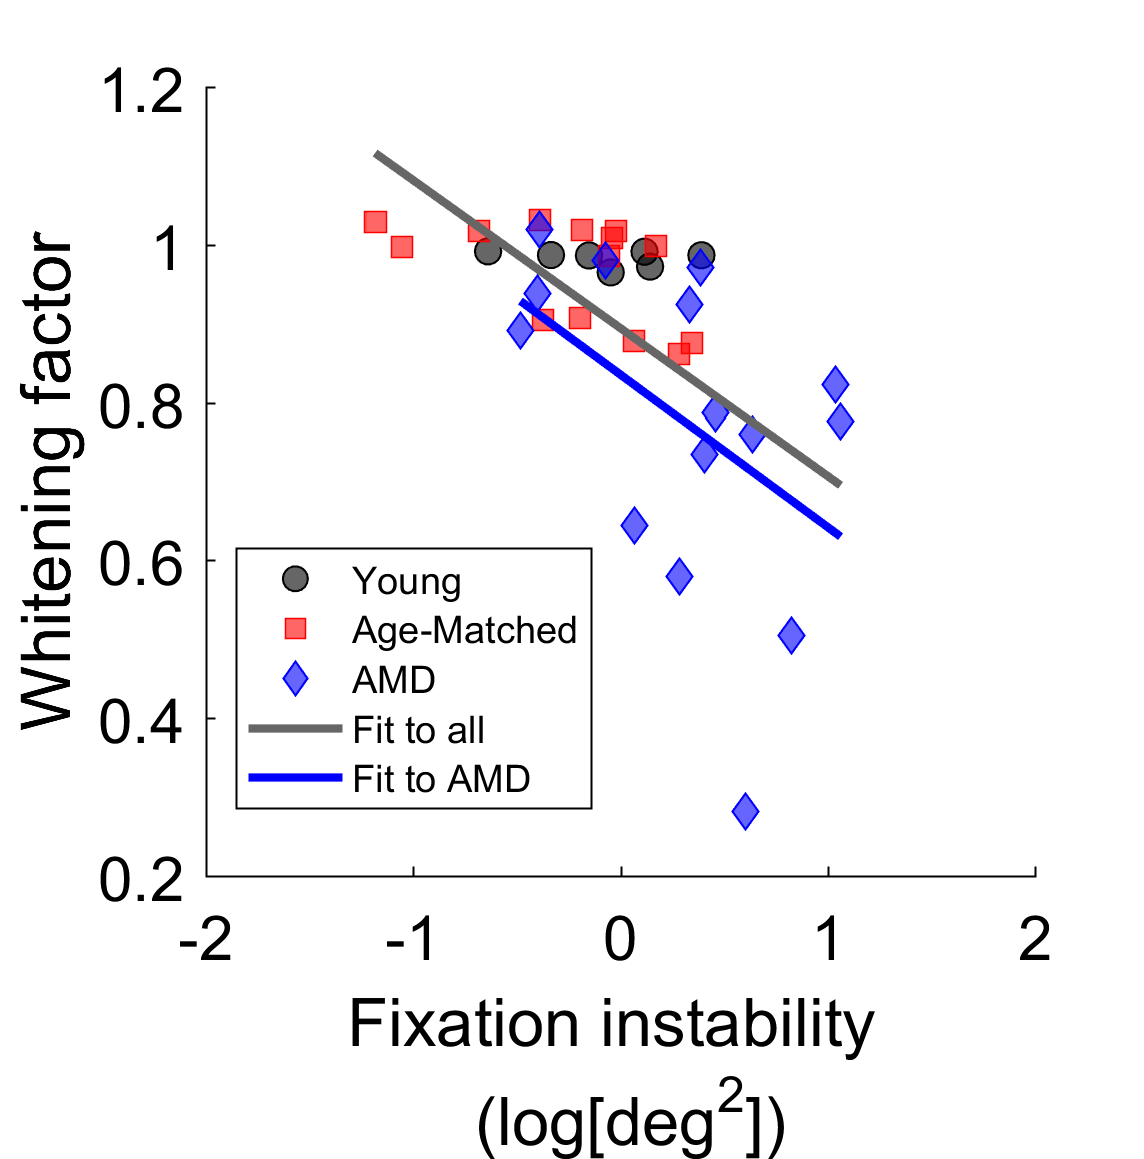 Whitening factor
1.2
1
0.8
0.6
0.4
0.2
Young
Age-Matched
AMD
Fit to all
Fit to AMD
-2 -1 0 1 2
Fixation instability
(log[deg²])